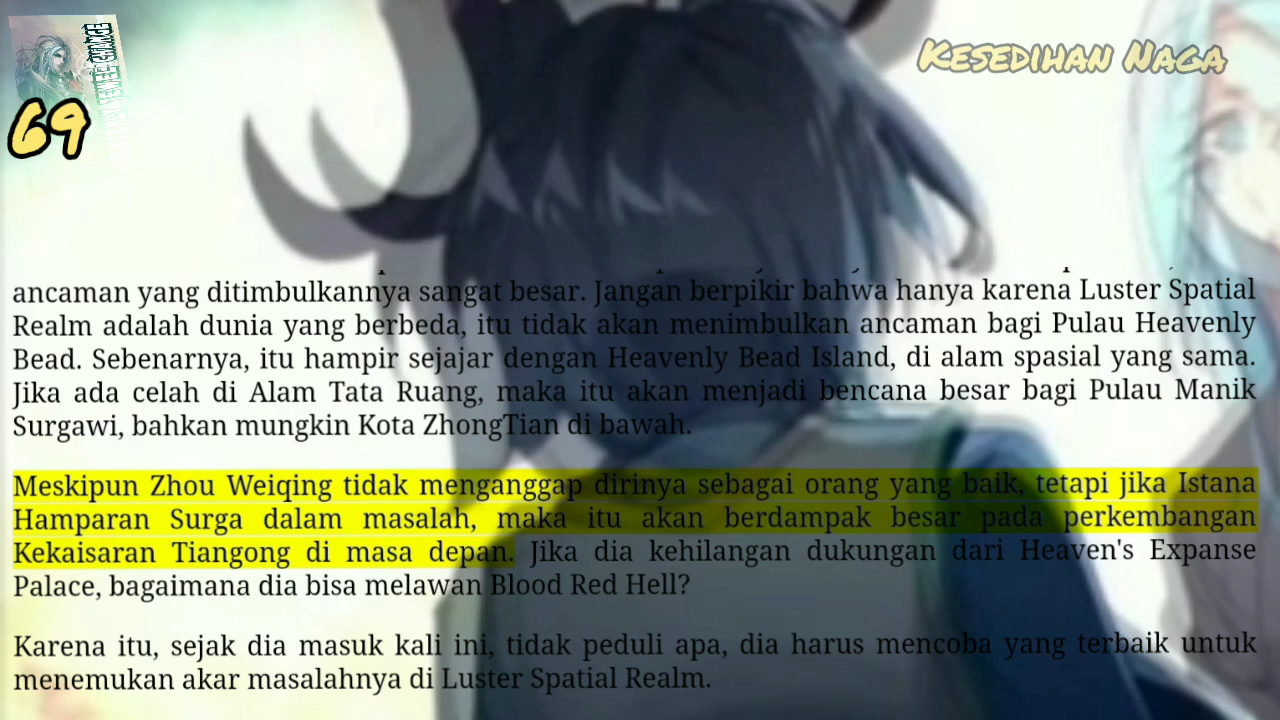 Kesedihan Naga
69
ancaman yang ditimbulkannya sangat besar. Jangan berpikir bahwa hanya karena Luster Spatial
Realm adalah dunia yang berbeda, itu tidak akan menimbulkan ancaman bagi Pulau Heavenly
Bead. Sebenarnya, itu hampir sejajar dengan Heavenly Bead Island, di alam spasial yang sama.
Jika ada celah di Alam Tata Ruang, maka itu akan menjadi bencana besar bagi Pulau Manik
Surgawi, bahkan mungkin Kota ZhongTian di bawah.
Meskipun Zhou Weiqing tidak menganggap dirinya sebagai orang yang baik, tetapi jika Istana
Hamparan Surga dalam masalah, maka itu akan berdampak besar pada perkembangan
Kekaisaran Tiangong di masa depan. Jika dia kehilangan dukungan dari Heaven's Expanse
Palace, bagaimana dia bisa melawan Blood Red Hell?
Karena itu, sejak dia masuk kali ini, tidak peduli apa, dia harus mencoba yang terbaik untuk
menemukan akar masalahnya di Luster Spatial Realm.